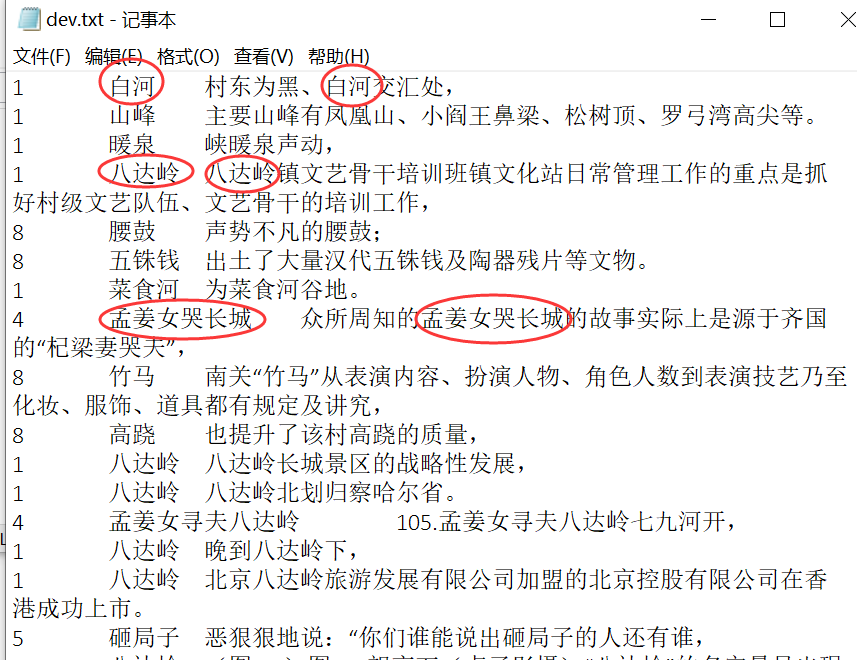 dev.txt - 记事本
文件(F) 编辑(E) 格式(O) 查看(V) 帮助(H)
1 白河 村东为黑、白河交汇处，
1 山峰 主要山峰有凤凰山、小阎王鼻梁、松树顶、罗弓湾高尖等。
1 暖泉 峡暖泉声动，
1 八达岭 八达岭镇文艺骨干培训班镇文化站日常管理工作的重点是抓
好村级文艺队伍、文艺骨干的培训工作，
8 腰鼓 声势不凡的腰鼓；
8 五铢钱 出土了大量汉代五铢钱及陶器残片等文物。
1 菜食河 为菜食河谷地。
4 孟姜女哭长城 众所周知的孟姜女哭长城的故事实际上是源于齐国
的“杞梁妻哭夫”，
8 竹马 南关“竹马”从表演内容、扮演人物、角色人数到表演技艺乃至
化妆、服饰、道具都有规定及讲究，
8 高跷 也提升了该村高跷的质量，
1 八达岭 八达岭长城景区的战略性发展，
1 八达岭 八达岭北划归察哈尔省。
4 孟姜女寻夫八达岭 105.孟姜女寻夫八达岭七九河开，
1 八达岭 晚到八达岭下，
1 八达岭 北京八达岭旅游发展有限公司加盟的北京控股有限公司在香
港成功上市。
5 砸局子 恶狠狠地说：“你们谁能说出砸局子的人还有谁，